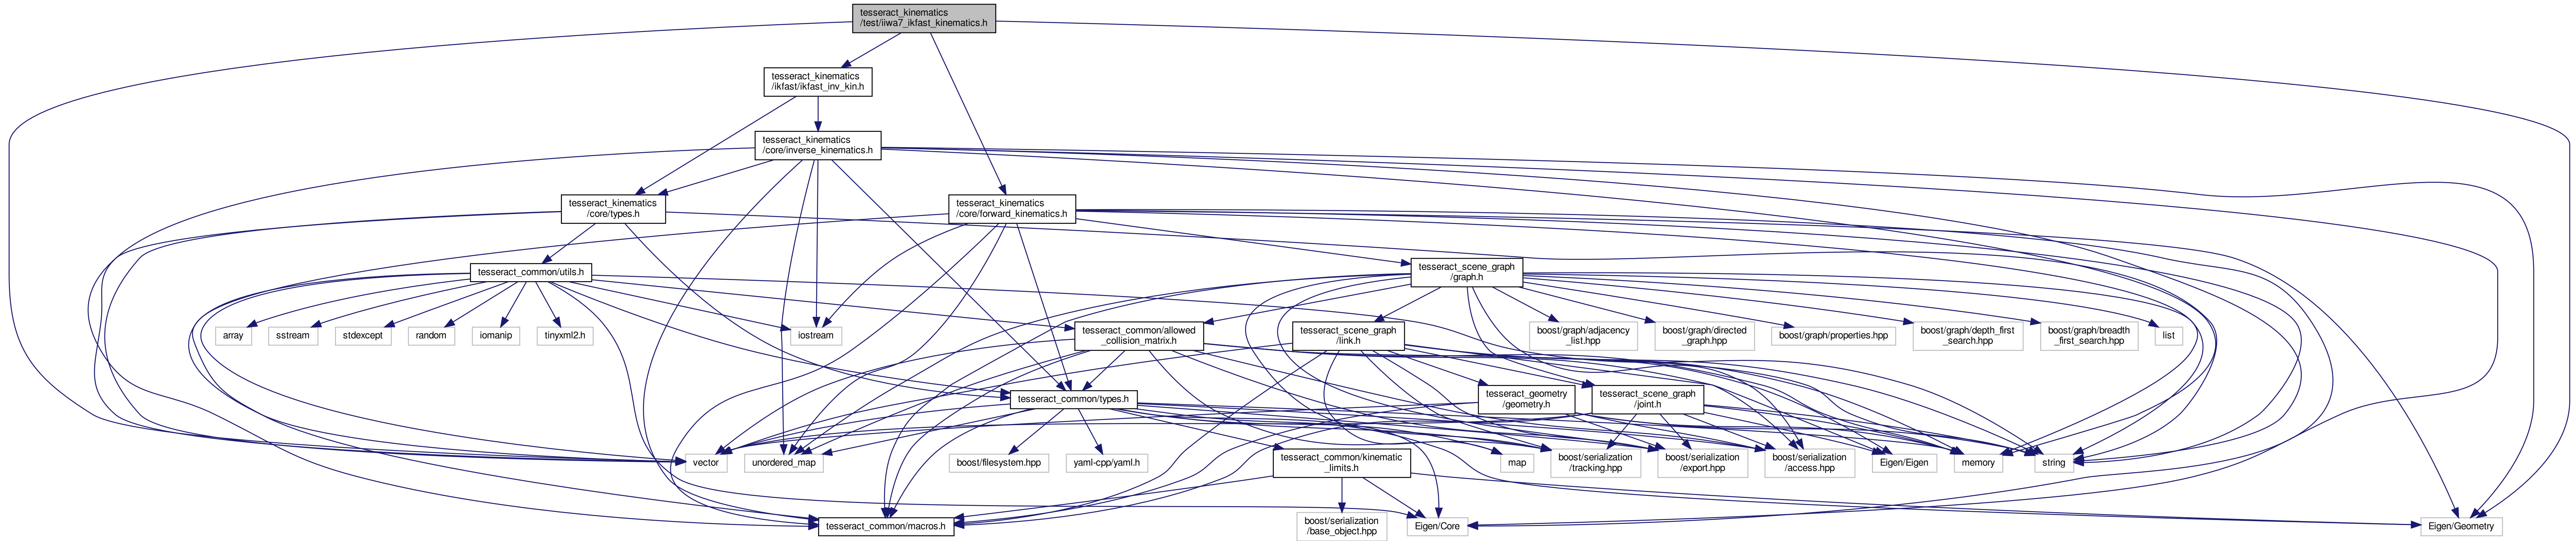 tesseract_kinematics
/test/iiwa7_ikfast_kinematics.h
tesseract_kinematics
/ikfast/ikfast_inv_kin.h
tesseract_kinematics
/core/inverse_kinematics.h
tesseract_kinematics
/core/types.h
tesseract_kinematics
/core/forward_kinematics.h
tesseract_common/utils.h
tesseract_scene_graph
/graph.h
array
sstream
stdexcept
random
iomanip
tinyxml2.h
iostream
tesseract_common/allowed
_collision_matrix.h
tesseract_scene_graph
/link.h
boost/graph/adjacency
_list.hpp
boost/graph/directed
_graph.hpp
boost/graph/properties.hpp
boost/graph/depth_first
_search.hpp
boost/graph/breadth
_first_search.hpp
list
tesseract_common/types.h
tesseract_geometry
/geometry.h
tesseract_scene_graph
/joint.h
vector
unordered_map
boost/filesystem.hpp
yaml-cpp/yaml.h
tesseract_common/kinematic
_limits.h
map
boost/serialization
/tracking.hpp
boost/serialization
/export.hpp
boost/serialization
/access.hpp
Eigen/Eigen
memory
string
tesseract_common/macros.h
boost/serialization
/base_object.hpp
Eigen/Core
Eigen/Geometry